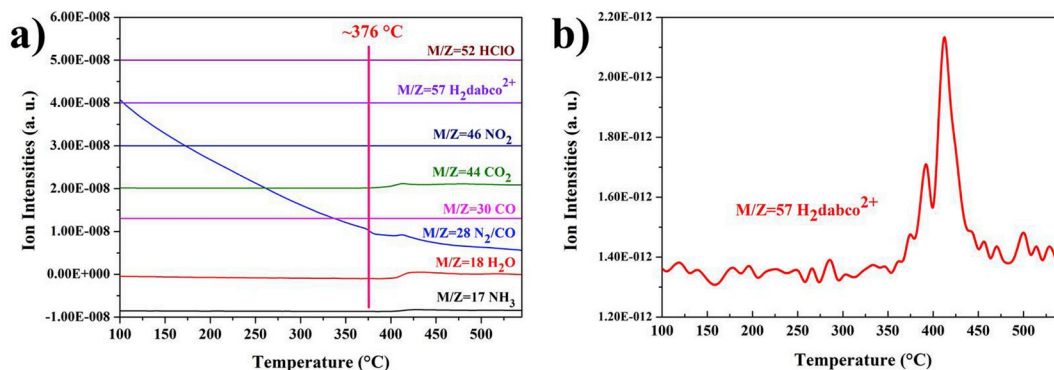 a)
6.00E-008
5.00E-008
4.00E-008
3.00E-008
2.00E-008
1.00E-008
0.00E+000
-1.00E-008
Ion Intensities (a. u.)
~376 °C
M/Z=52 HClO
M/Z=57 H₂dabco²⁺
M/Z=46 NO₂
M/Z=44 CO₂
M/Z=30 CO
M/Z=28 N₂/CO
M/Z=18 H₂O
M/Z=17 NH₃
100 150 200 250 300 350 400 450 500
Temperature (°C)
b)
2.20E-012
2.00E-012
1.80E-012
1.60E-012
1.40E-012
1.20E-012
Ion Intensities (a. u.)
M/Z=57 H₂dabco²⁺
100 150 200 250 300 350 400 450 500
Temperature (°C)